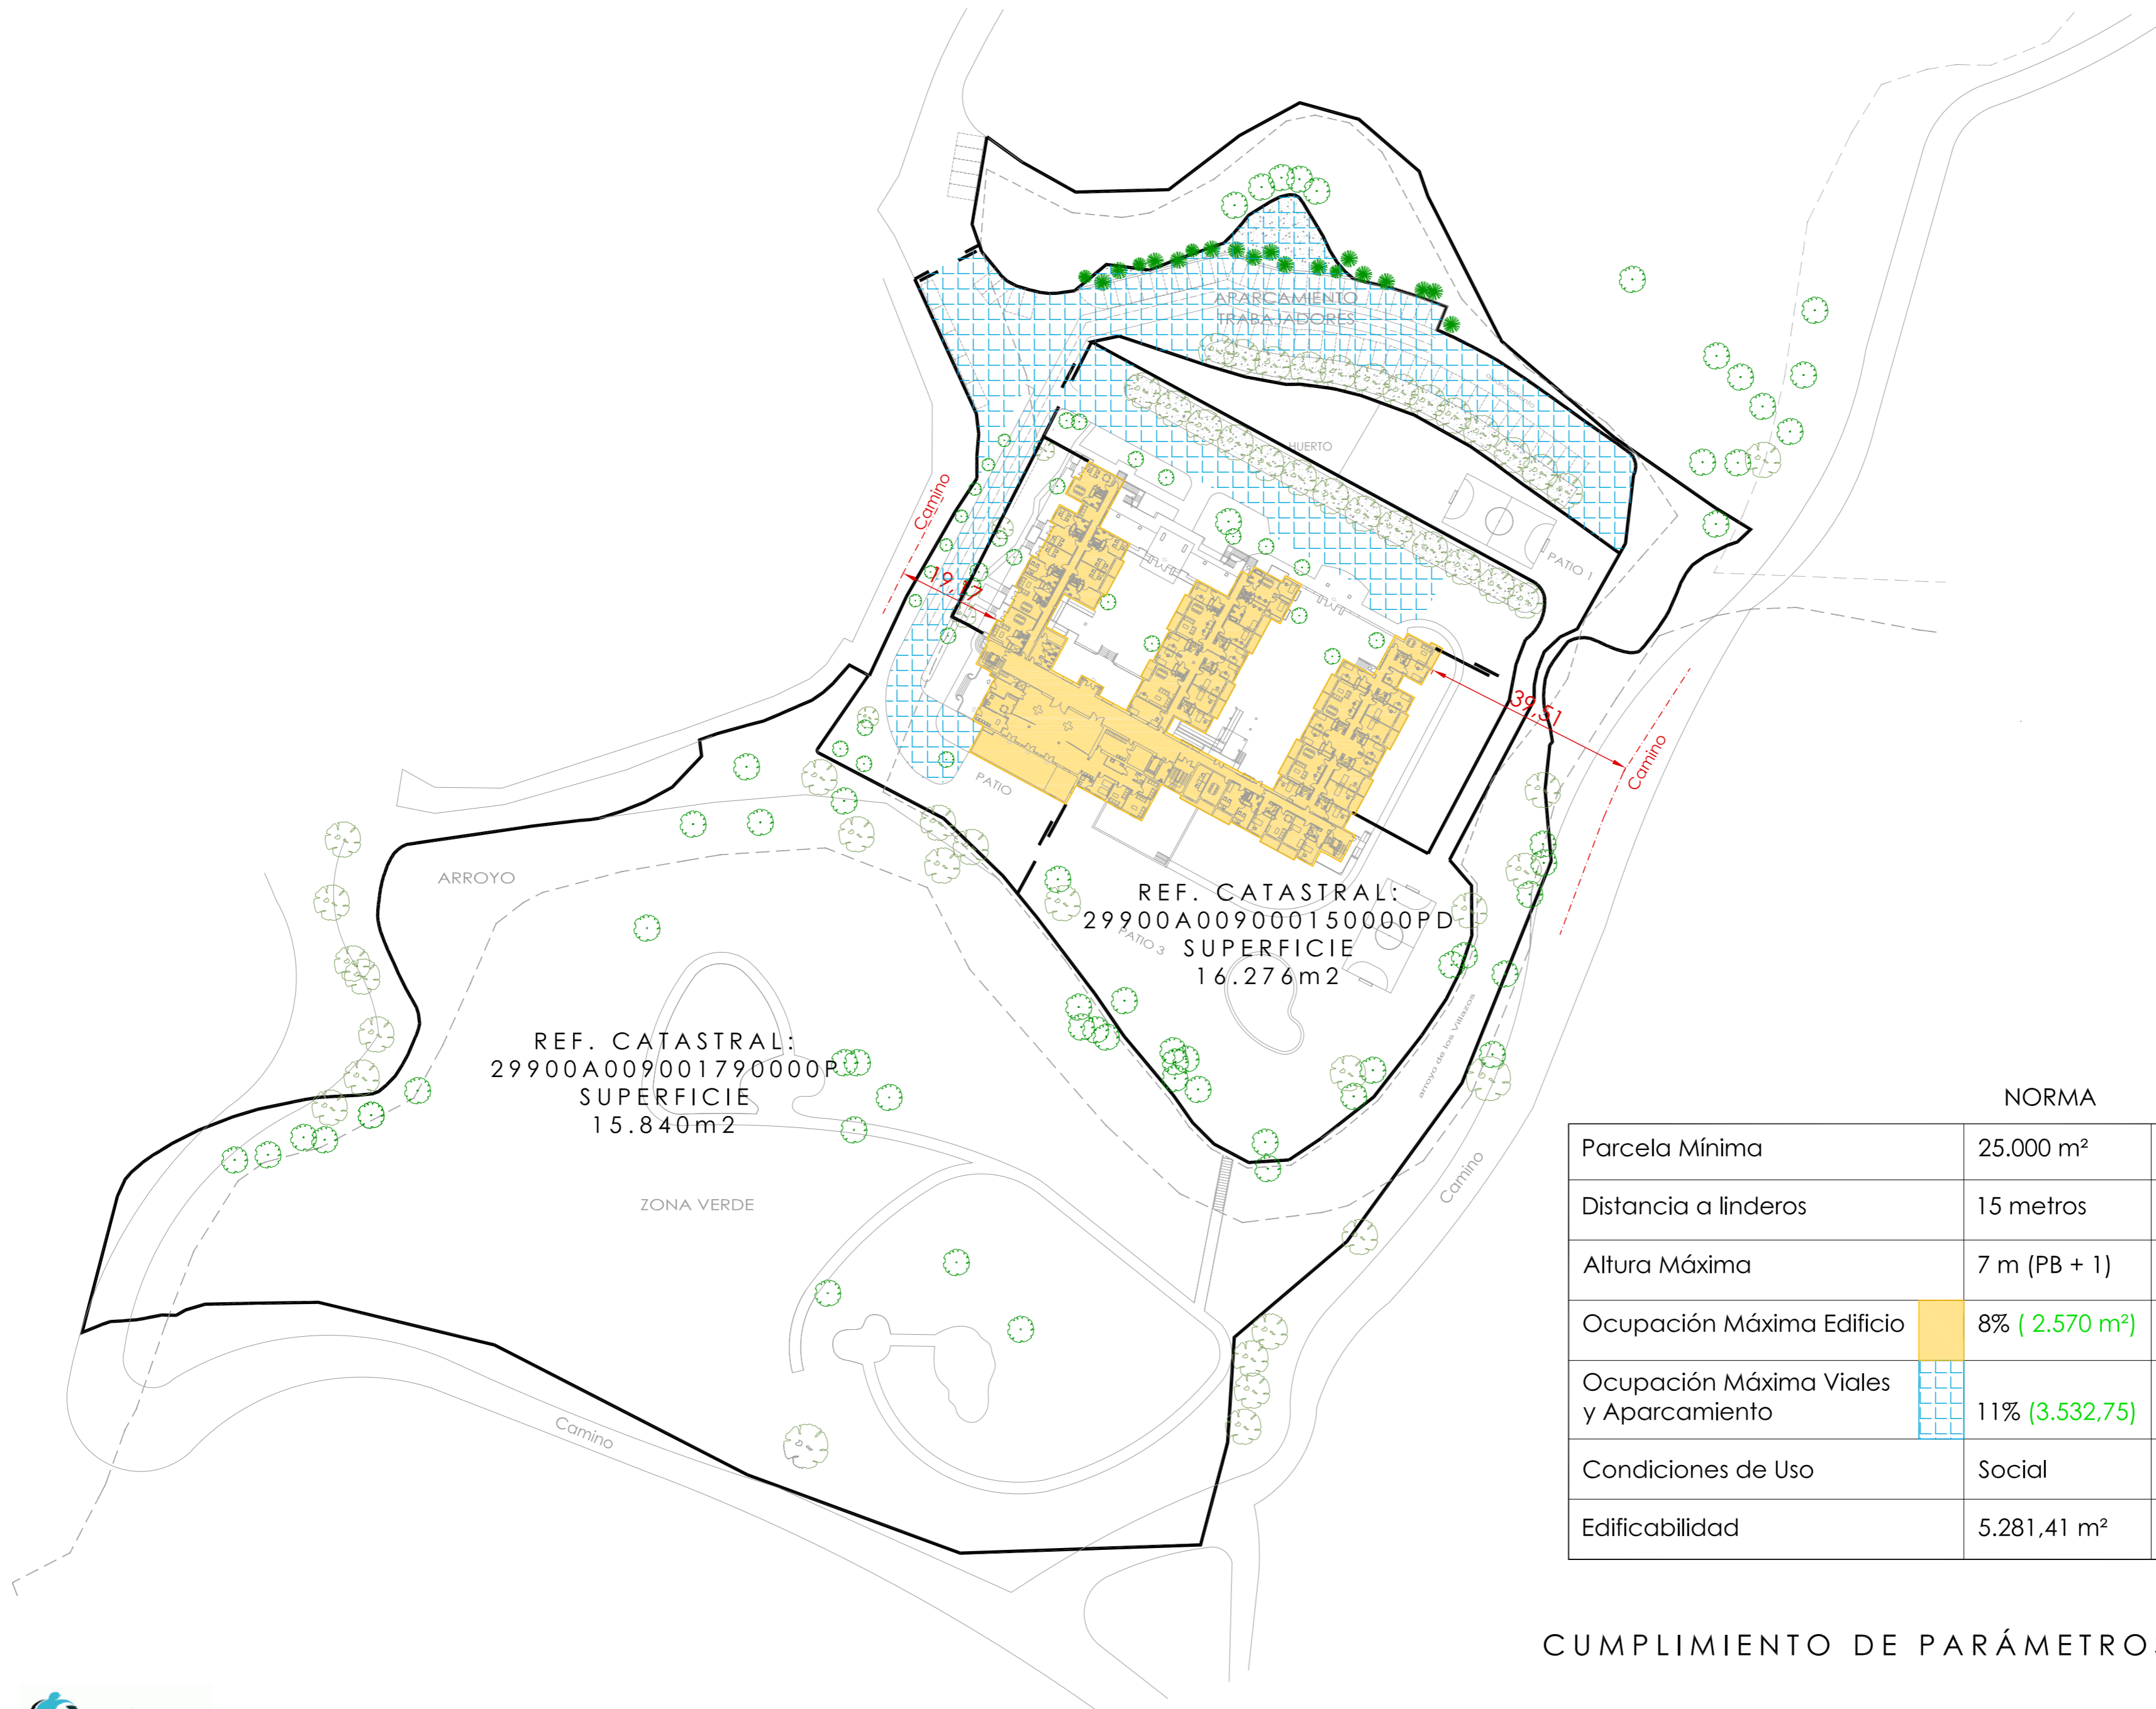 APARCAMIENTO
TRABAJADORES
HUERTO
PATIO 1
Camino
19,17
39,51
Camino
PATIO
ARROYO
REF. CATASTRAL:
29900A009000150000PD
SUPERFICIE
16.276m2
PATIO 3
arroyo de los Villazos
REF. CATASTRAL:
29900A009001790000P
SUPERFICIE
15.840m2
ZONA VERDE
Camino
Camino
NORMA
Parcela Mínima 25.000 m²
Distancia a linderos 15 metros
Altura Máxima 7 m (PB + 1)
Ocupación Máxima Edificio 8% ( 2.570 m²)
Ocupación Máxima Viales
y Aparcamiento 11% (3.532,75)
Condiciones de Uso Social
Edificabilidad 5.281,41 m²
CUMPLIMIENTO DE PARÁMETRO